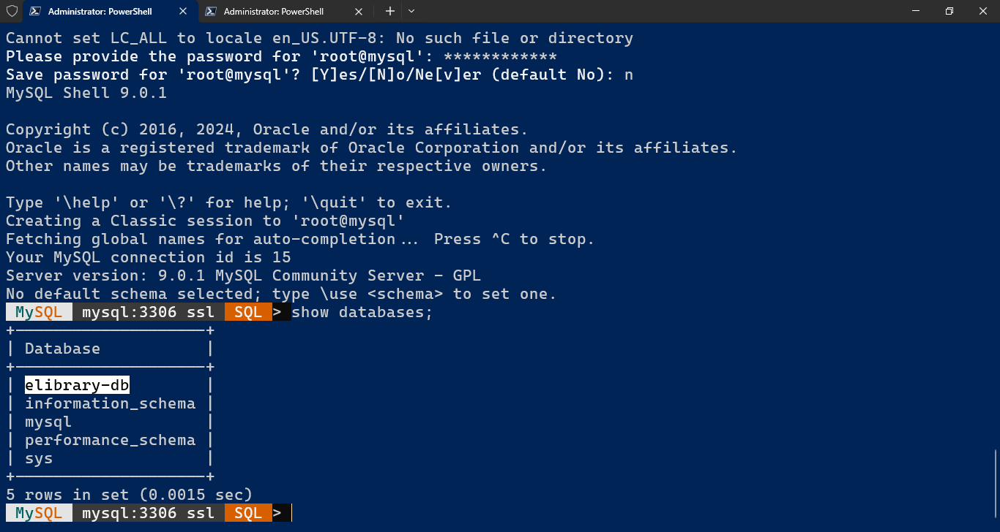 Administrator: PowerShell
Administrator: PowerShell
Cannot set LC_ALL to locale en_US.UTF-8: No such file or directory
Please provide the password for 'root@mysql': ************
Save password for 'root@mysql'? [Y]es/[N]o/Ne[v]er (default No): n
MySQL Shell 9.0.1
Copyright (c) 2016, 2024, Oracle and/or its affiliates.
Oracle is a registered trademark of Oracle Corporation and/or its affiliates.
Other names may be trademarks of their respective owners.
Type '\help' or '\?' for help; '\quit' to exit.
Creating a Classic session to 'root@mysql'
Fetching global names for auto-completion... Press ^C to stop.
Your MySQL connection id is 15
Server version: 9.0.1 MySQL Community Server - GPL
No default schema selected; type \use <schema> to set one.
MySQL mysql:3306 ssl SQL > show databases;
+--------------------+
| Database           |
+--------------------+
| elibrary-db        |
| information_schema |
| mysql              |
| performance_schema |
| sys                |
+--------------------+
5 rows in set (0.0015 sec)
MySQL mysql:3306 ssl SQL >